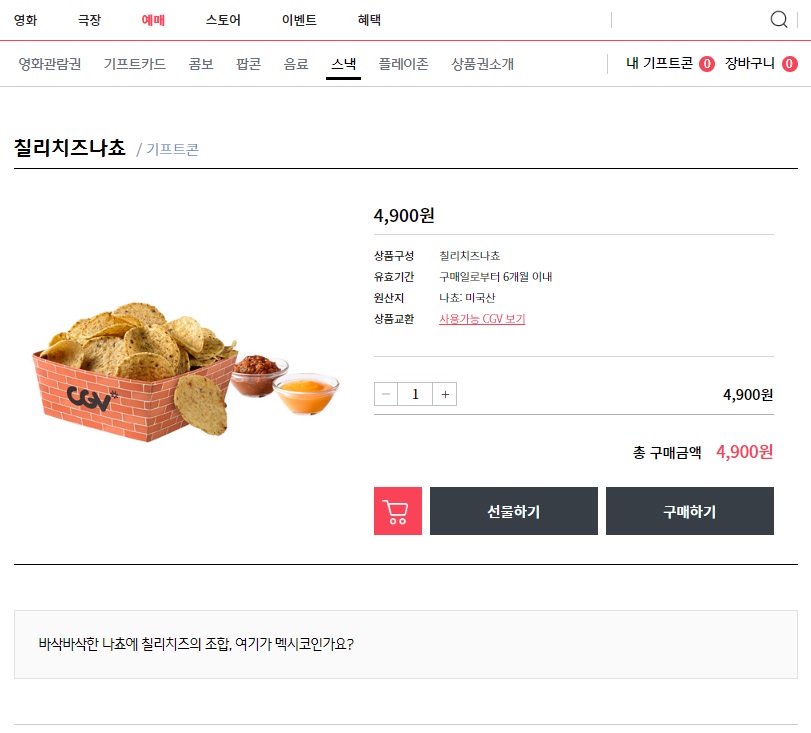 영화 극장 예매 스토어 이벤트 혜택
영화관람권 기프트카드 콤보 팝콘 음료 스낵 플레이존 상품권소개 내 기프트콘 0 장바구니 0
칠리치즈나쵸 / 기프트콘
4,900원
상품구성 칠리치즈나쵸
유효기간 구매일로부터 6개월 이내
원산지 나쵸: 미국산
상품교환 사용가능 CGV 보기
CGV
- 1 + 4,900원
총 구매금액 4,900원
선물하기 구매하기
바삭바삭한 나쵸에 칠리치즈의 조합, 여기가 멕시코인가요?